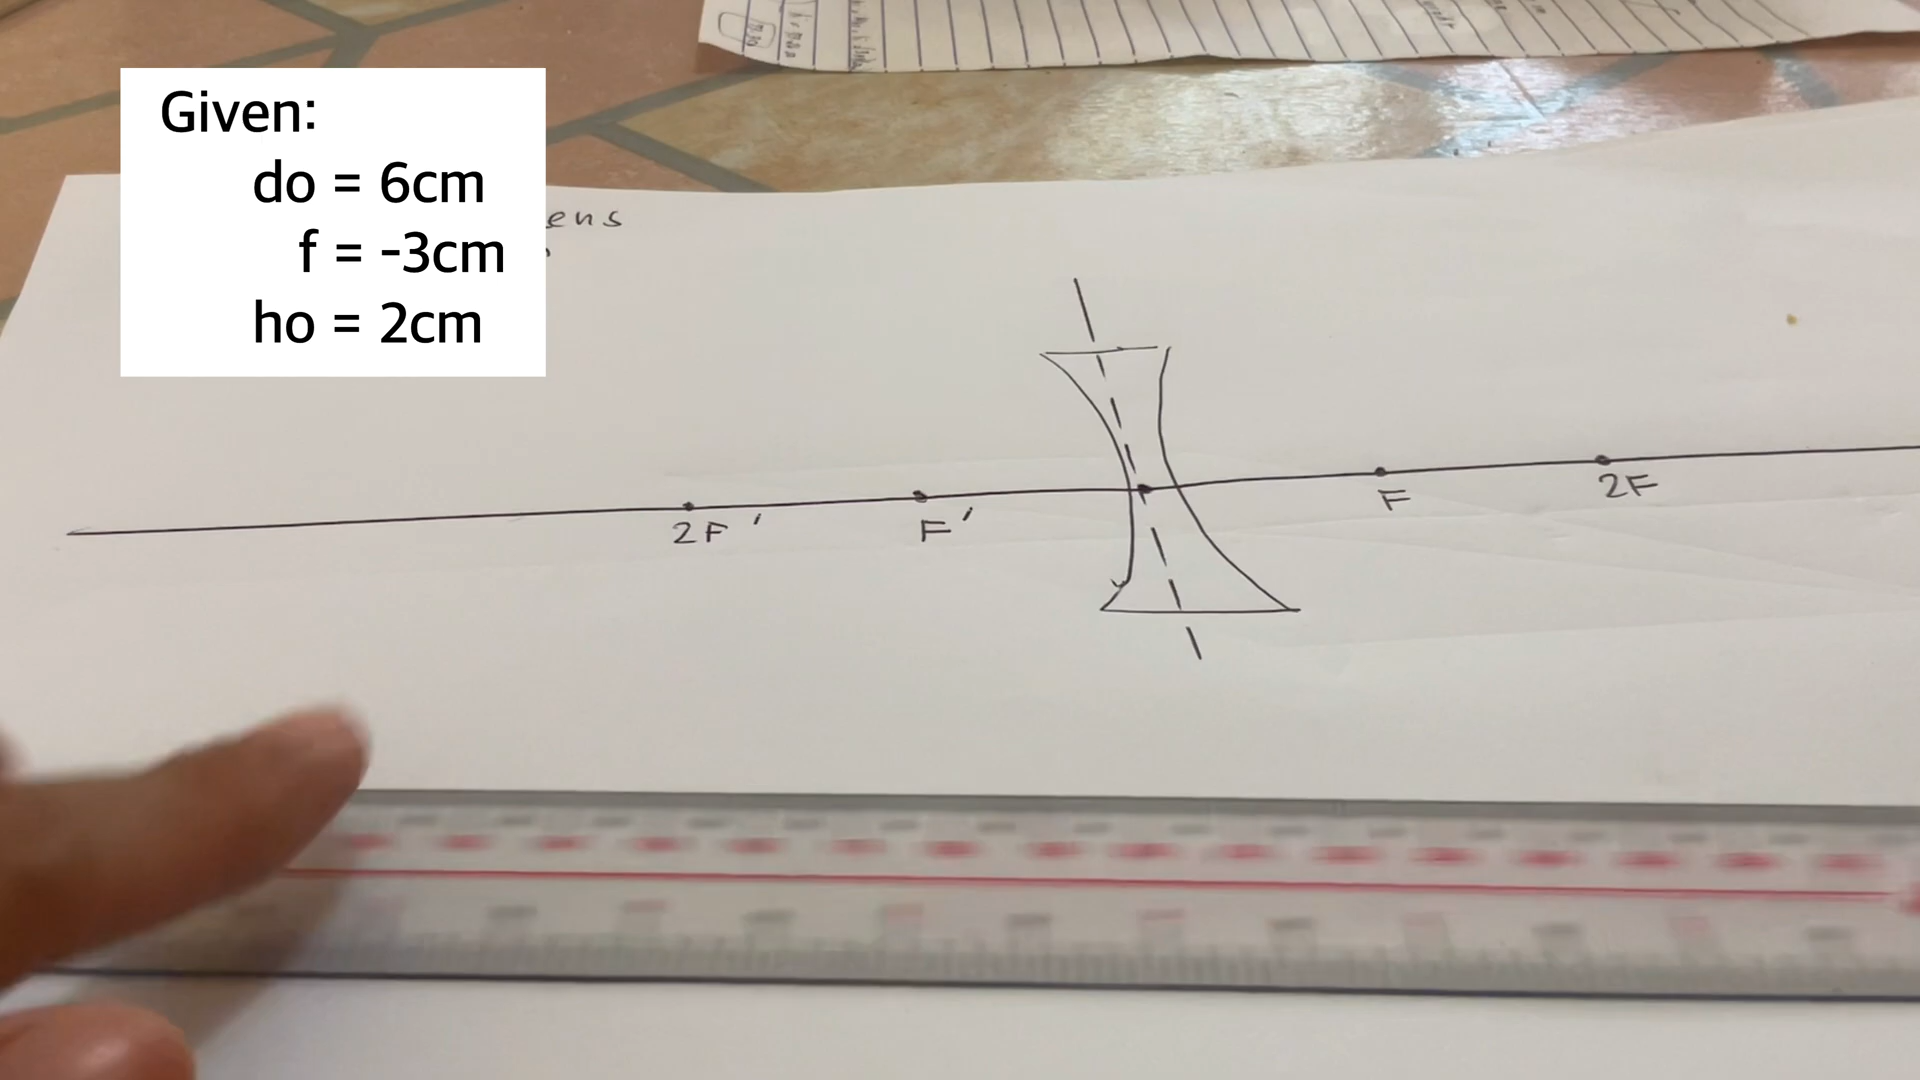 Given:
do = 6cm
f = -3cm
ho = 2cm
ens
2F'
F'
F
2F